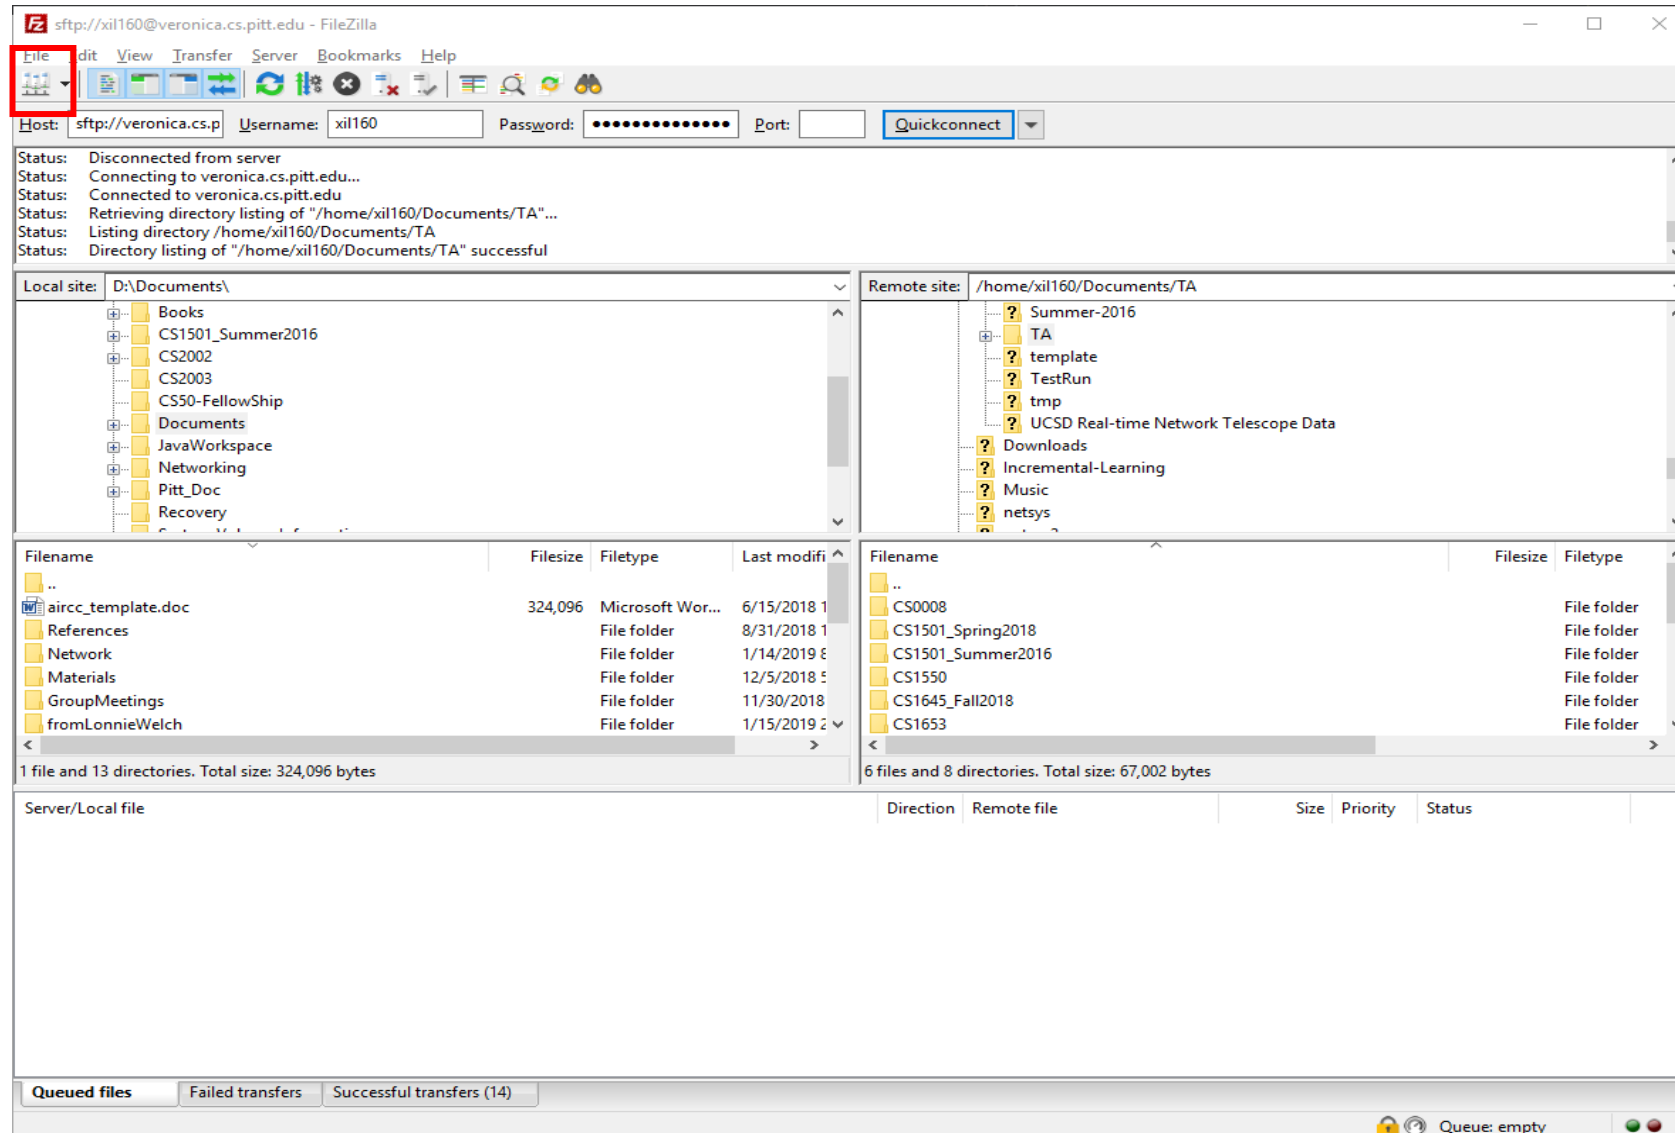 sftp://xil160@veronica.cs.pitt.edu - FileZilla
File Edit View Transfer Server Bookmarks Help
Host: sftp://veronica.cs.p Username: xil160 Password: ●●●●●●●●●●●●●● Port: Quickconnect
Status: Disconnected from server
Status: Connecting to veronica.cs.pitt.edu...
Status: Connected to veronica.cs.pitt.edu
Status: Retrieving directory listing of "/home/xil160/Documents/TA"...
Status: Listing directory /home/xil160/Documents/TA
Status: Directory listing of "/home/xil160/Documents/TA" successful
Local site: D:\Documents\
Books
CS1501_Summer2016
CS2002
CS2003
CS50-FellowShip
Documents
JavaWorkspace
Networking
Pitt_Doc
Recovery
Remote site: /home/xil160/Documents/TA
Summer-2016
TA
template
TestRun
tmp
UCSD Real-time Network Telescope Data
Downloads
Incremental-Learning
Music
netsys
Filename Filesize Filetype Last modifi
..
aircc_template.doc 324,096 Microsoft Wor... 6/15/2018 1
References File folder 8/31/2018 1
Network File folder 1/14/2019 8
Materials File folder 12/5/2018 5
GroupMeetings File folder 11/30/2018
fromLonnieWelch File folder 1/15/2019 2
1 file and 13 directories. Total size: 324,096 bytes
Filename Filesize Filetype
..
CS0008 File folder
CS1501_Spring2018 File folder
CS1501_Summer2016 File folder
CS1550 File folder
CS1645_Fall2018 File folder
CS1653 File folder
6 files and 8 directories. Total size: 67,002 bytes
Server/Local file Direction Remote file Size Priority Status
Queued files Failed transfers Successful transfers (14)
Queue: empty